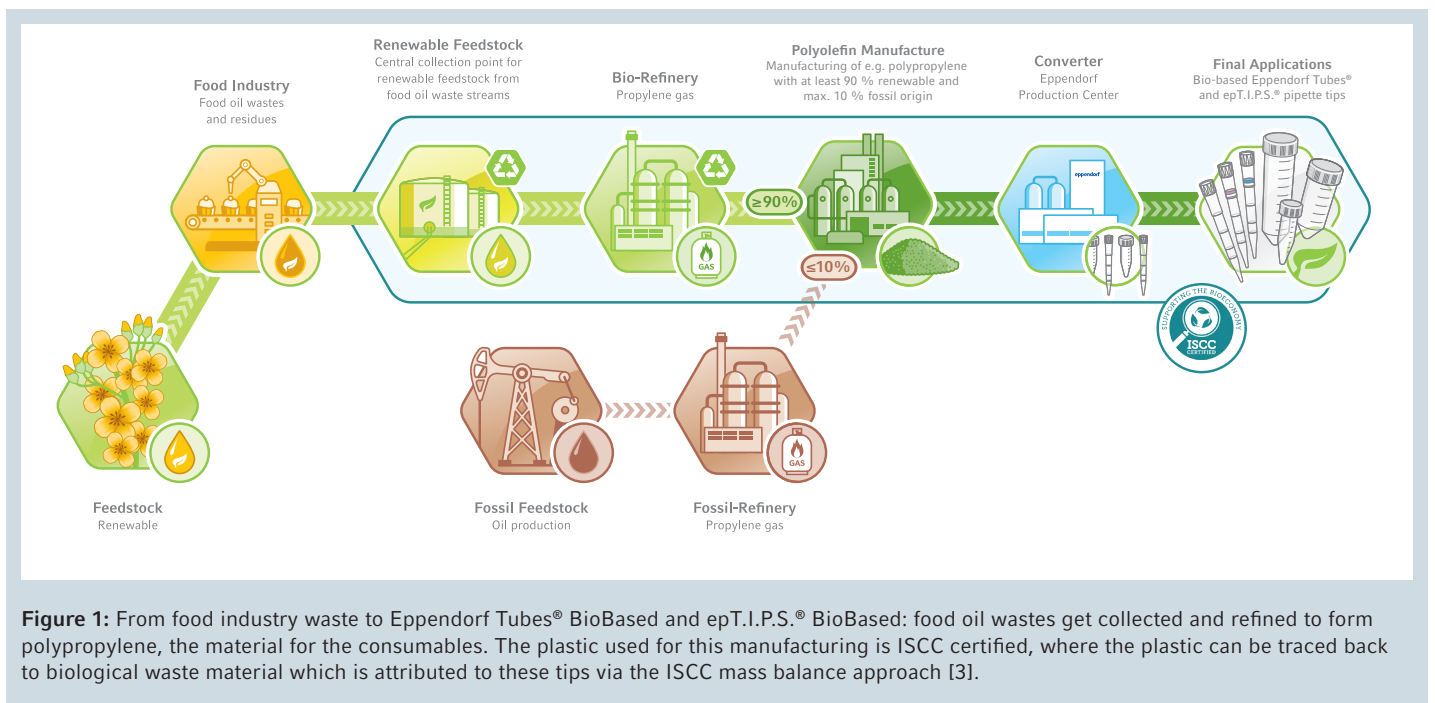 Food Industry
Food oil wastes
and residues
Renewable Feedstock
Central collection point for
renewable feedstock from
food oil waste streams
Bio-Refinery
Propylene gas
Polyolefin Manufacture
Manufacturing of e.g. polypropylene
with at least 90 % renewable and
max. 10 % fossil origin
Converter
Eppendorf
Production Center
Final Applications
Bio-based Eppendorf Tubes®
and epT.I.P.S.® pipette tips
GAS
≥90%
≤10%
eppendorf
SUPPORTING THE BIOECONOMY
ISCC
CERTIFIED
GAS
Feedstock
Renewable
Fossil Feedstock
Oil production
Fossil-Refinery
Propylene gas
Figure 1: From food industry waste to Eppendorf Tubes® BioBased and epT.I.P.S.® BioBased: food oil wastes get collected and refined to form
polypropylene, the material for the consumables. The plastic used for this manufacturing is ISCC certified, where the plastic can be traced back
to biological waste material which is attributed to these tips via the ISCC mass balance approach [3].